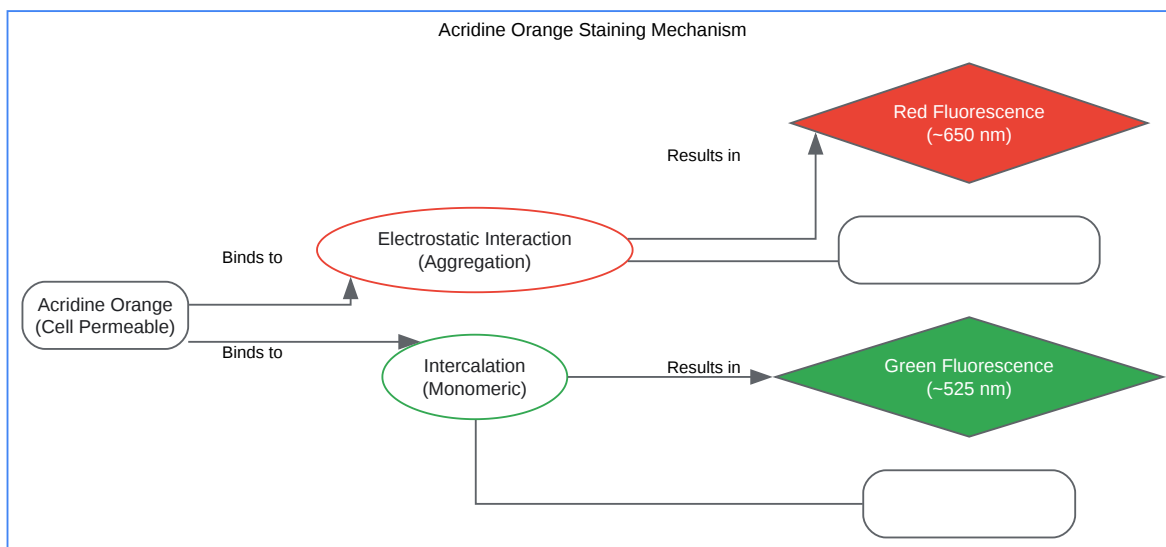 Acridine Orange Staining Mechanism
Red Fluorescence
(~650 nm)
Results in
Electrostatic Interaction
(Aggregation)
Binds to
Acridine Orange
(Cell Permeable)
Binds to
Intercalation
(Monomeric)
Results in
Green Fluorescence
(~525 nm)